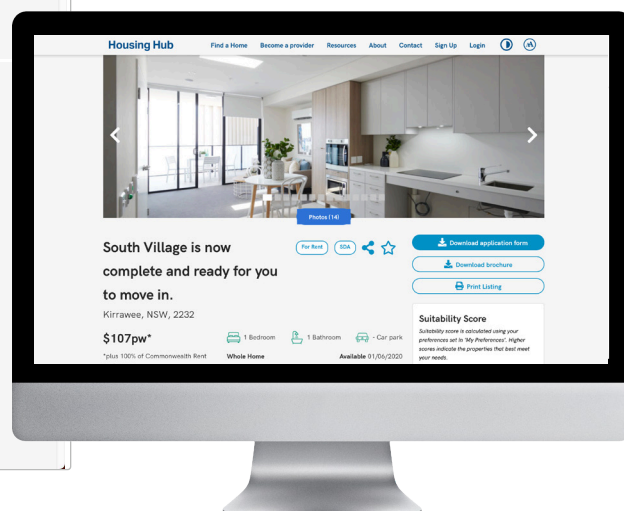 Housing Hub Find a Home Become a provider Resources About Contact Sign Up Login
Photos (14)
South Village is now
complete and ready for you
to move in.
For Rent SDA
Download application form
Download brochure
Print Listing
Kirrawee, NSW, 2232
Suitability Score
Suitability score is calculated using your
preferences set in 'My Preferences'. Higher
scores indicate the properties that best meet
your needs.
$107pw*
1 Bedroom 1 Bathroom - Car park
*plus 100% of Commonwealth Rent
Whole Home Available 01/06/2020